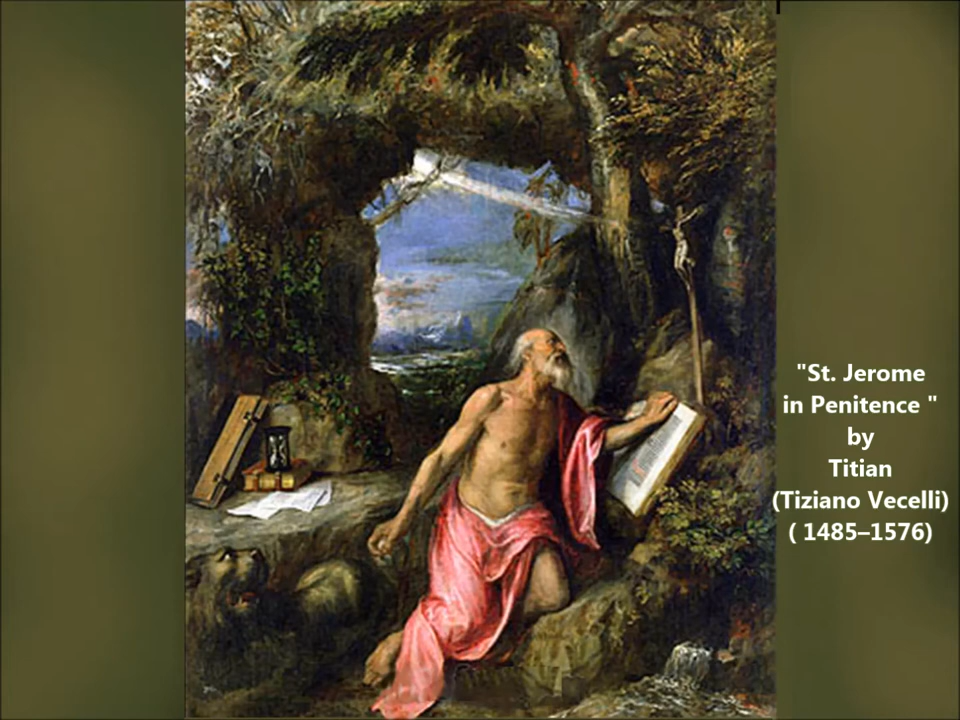 "St. Jerome
in Penitence "
by
Titian
(Tiziano Vecelli)
( 1485–1576)